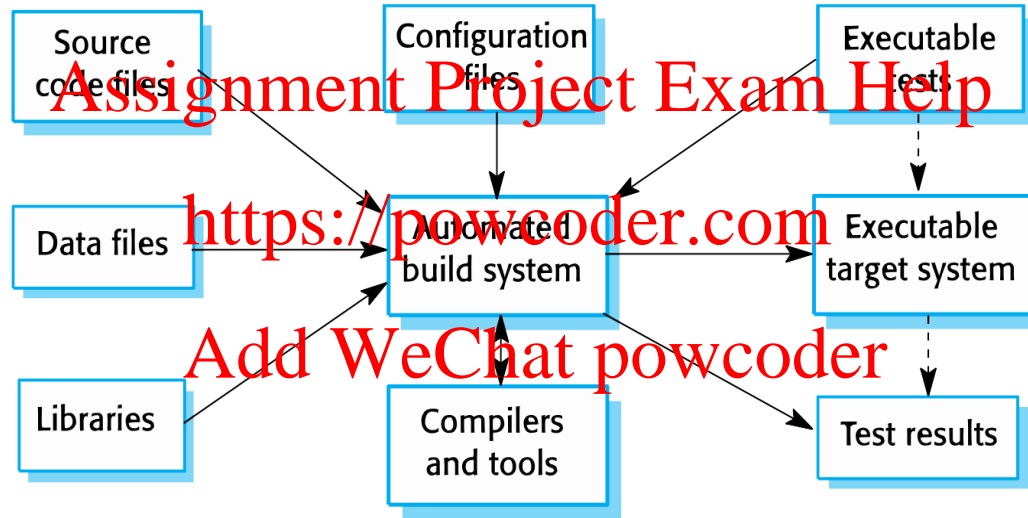 Source
code files
Configuration
files
Executable
tests
Assignment Project Exam Help
Data files
Automated
build system
Executable
target system
https://powcoder.com
Add WeChat powcoder
Libraries
Compilers
and tools
Test results